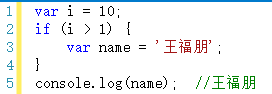 1 var i = 10;
2 if (i > 1) {
3     var name = '王福朋';
4 }
5 console.log(name);  //王福朋